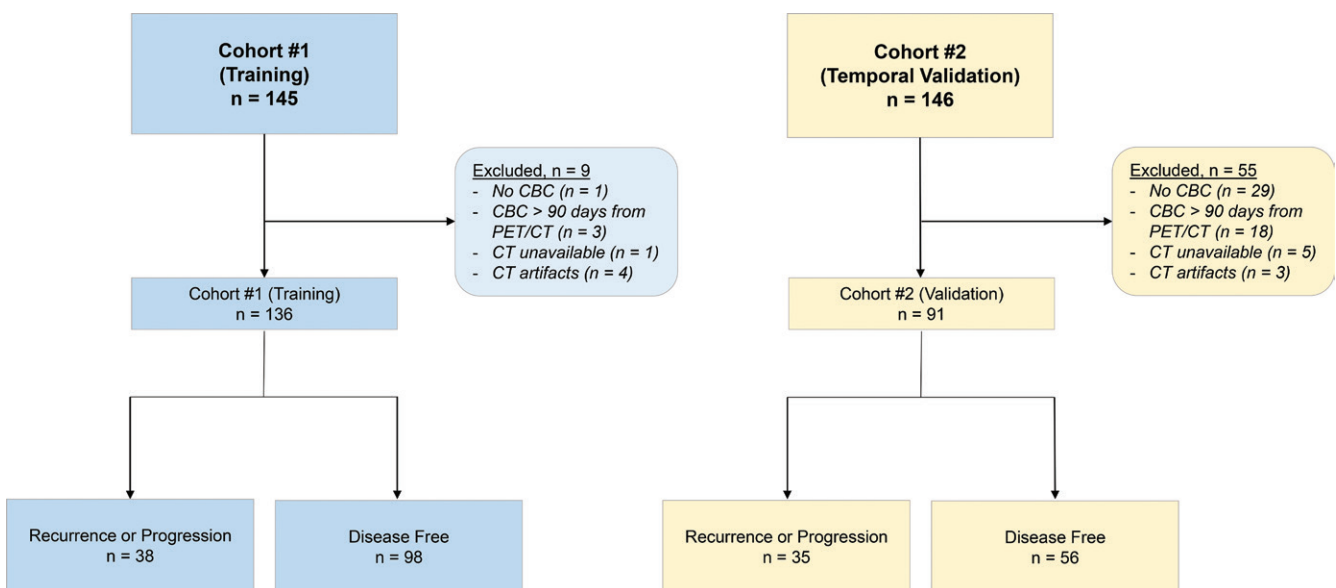 Cohort #1
(Training)
n = 145
Excluded, n = 9
- No CBC (n = 1)
- CBC > 90 days from
PET/CT (n = 3)
- CT unavailable (n = 1)
- CT artifacts (n = 4)
Cohort #1 (Training)
n = 136
Recurrence or Progression
n = 38
Disease Free
n = 98
Cohort #2
(Temporal Validation)
n = 146
Excluded, n = 55
- No CBC (n = 29)
- CBC > 90 days from
PET/CT (n = 18)
- CT unavailable (n = 5)
- CT artifacts (n = 3)
Cohort #2 (Validation)
n = 91
Recurrence or Progression
n = 35
Disease Free
n = 56